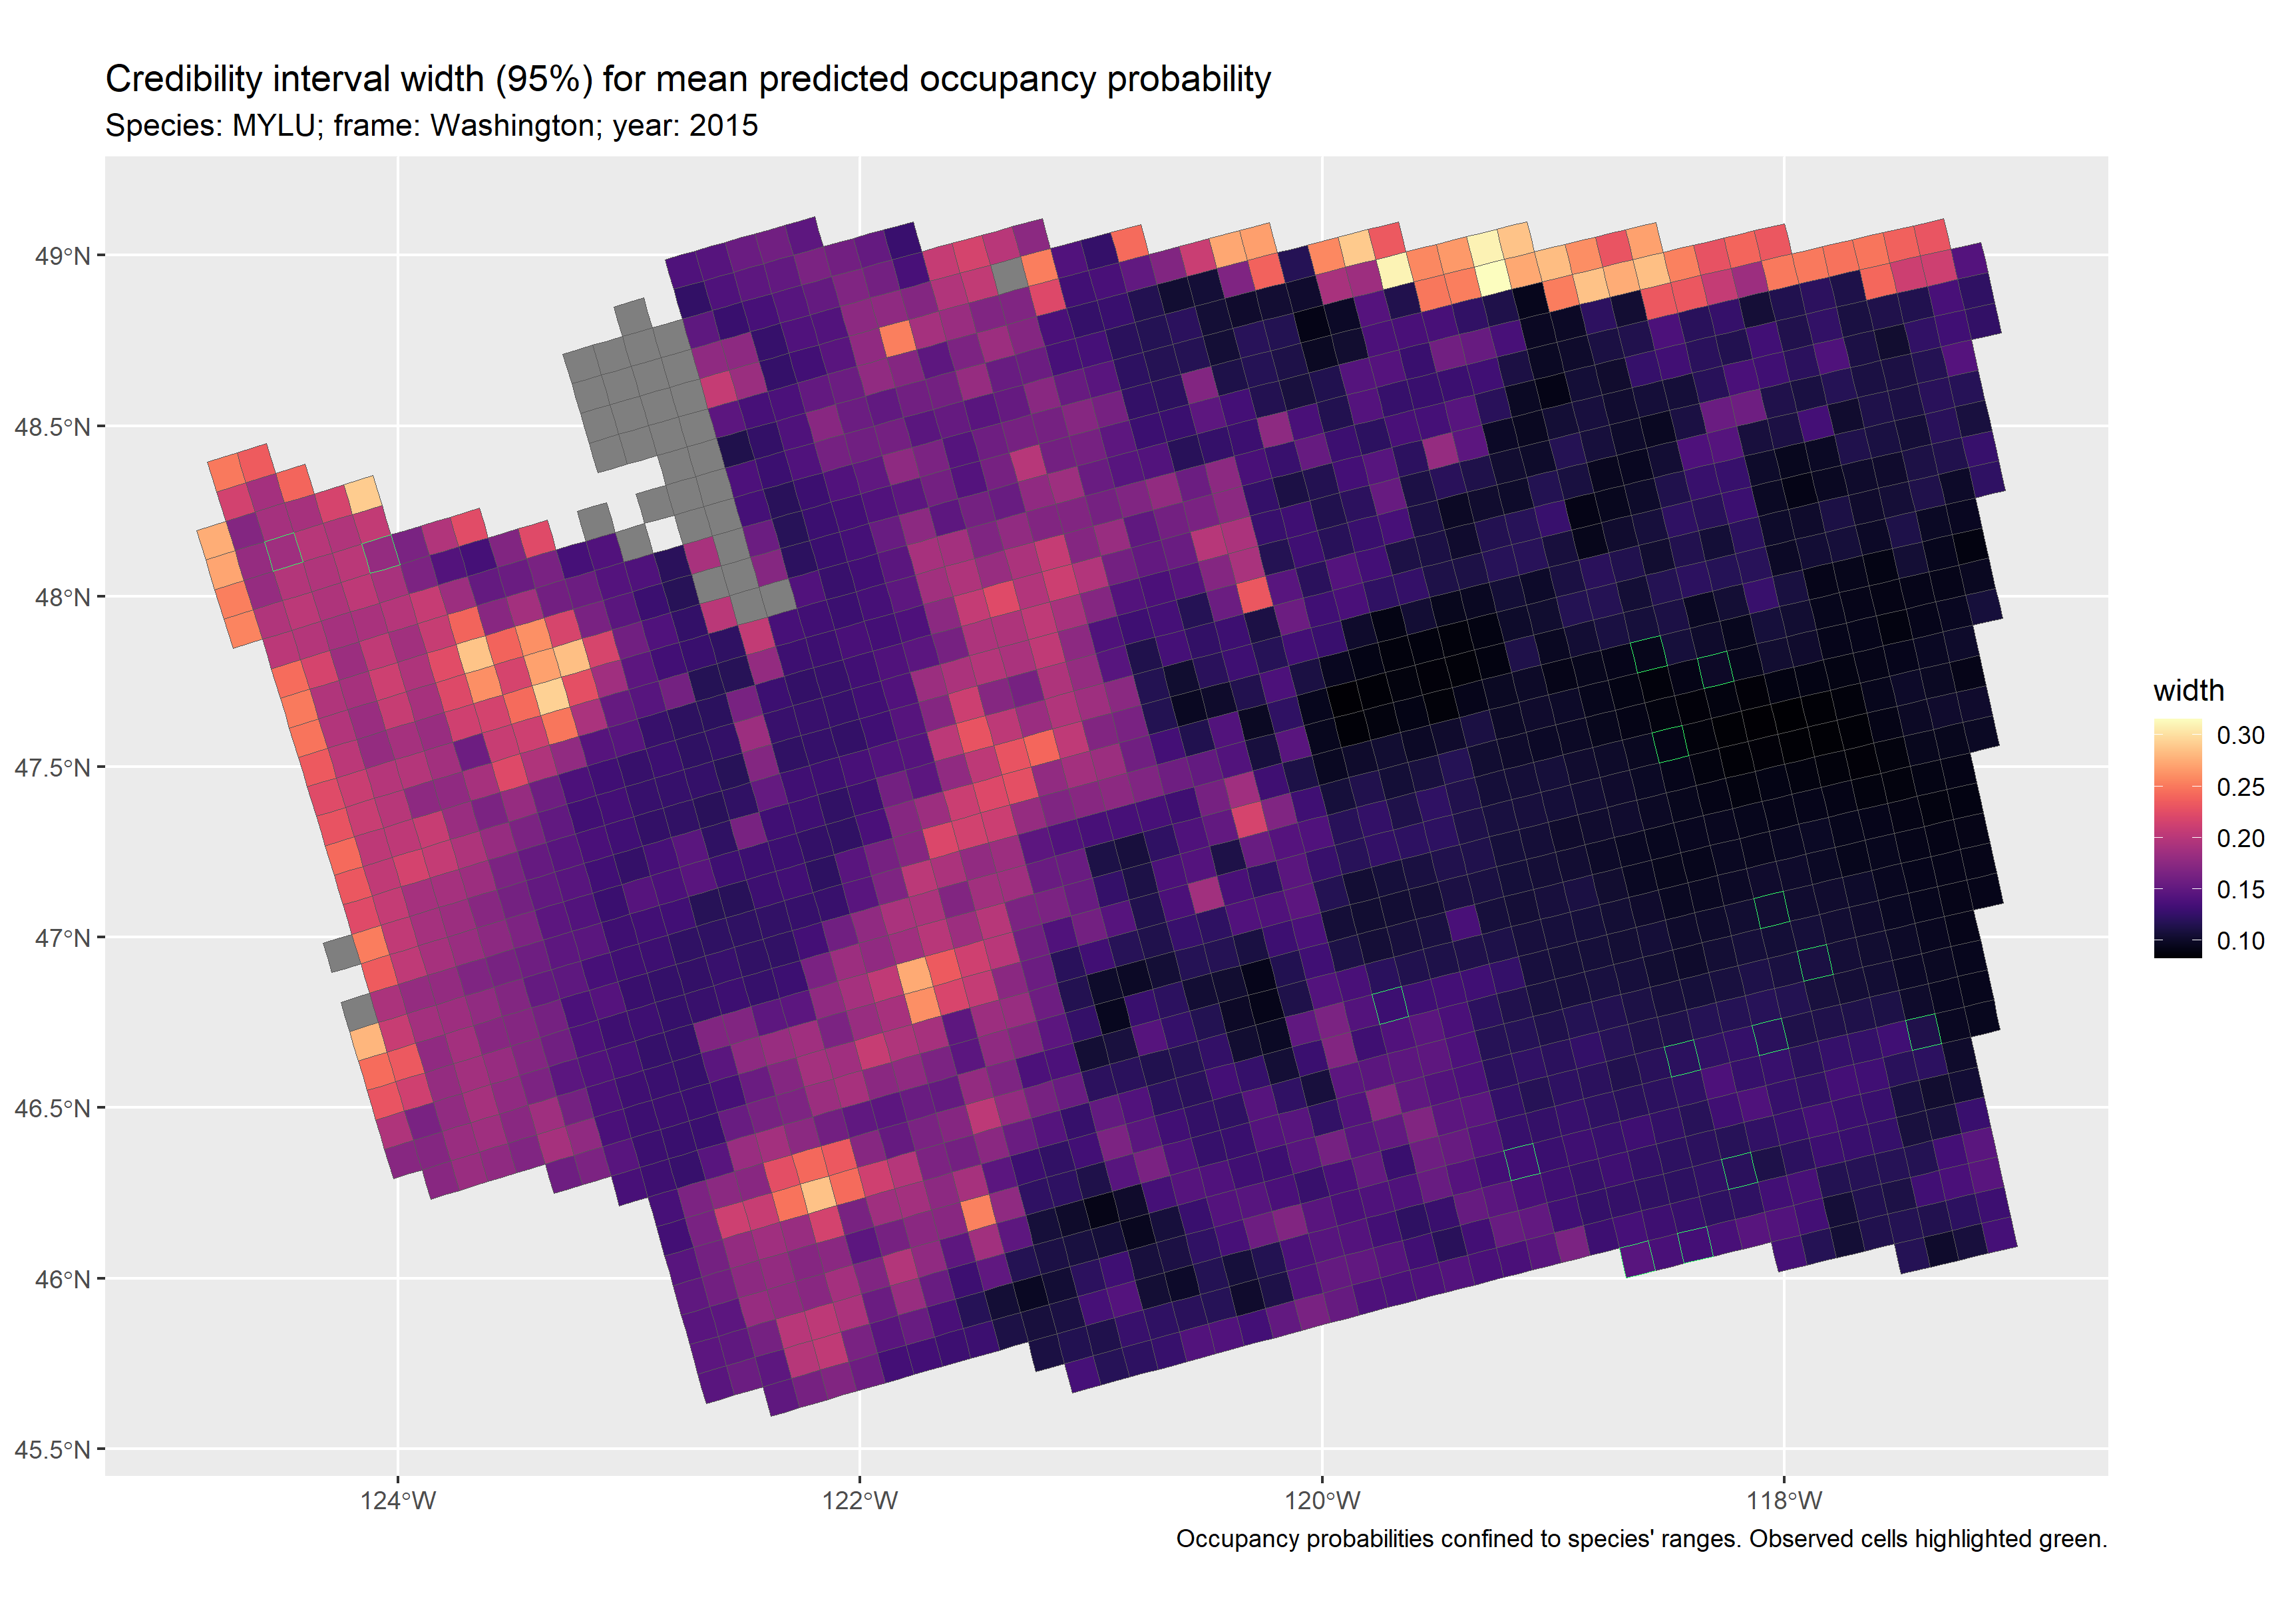 Credibility interval width (95%) for mean predicted occupancy probability
Species: MYLU; frame: Washington; year: 2015
49°N
48.5°N
48°N
47.5°N
47°N
46.5°N
46°N
45.5°N
124°W
122°W
120°W
118°W
width
0.30
0.25
0.20
0.15
0.10
Occupancy probabilities confined to species' ranges. Observed cells highlighted green.